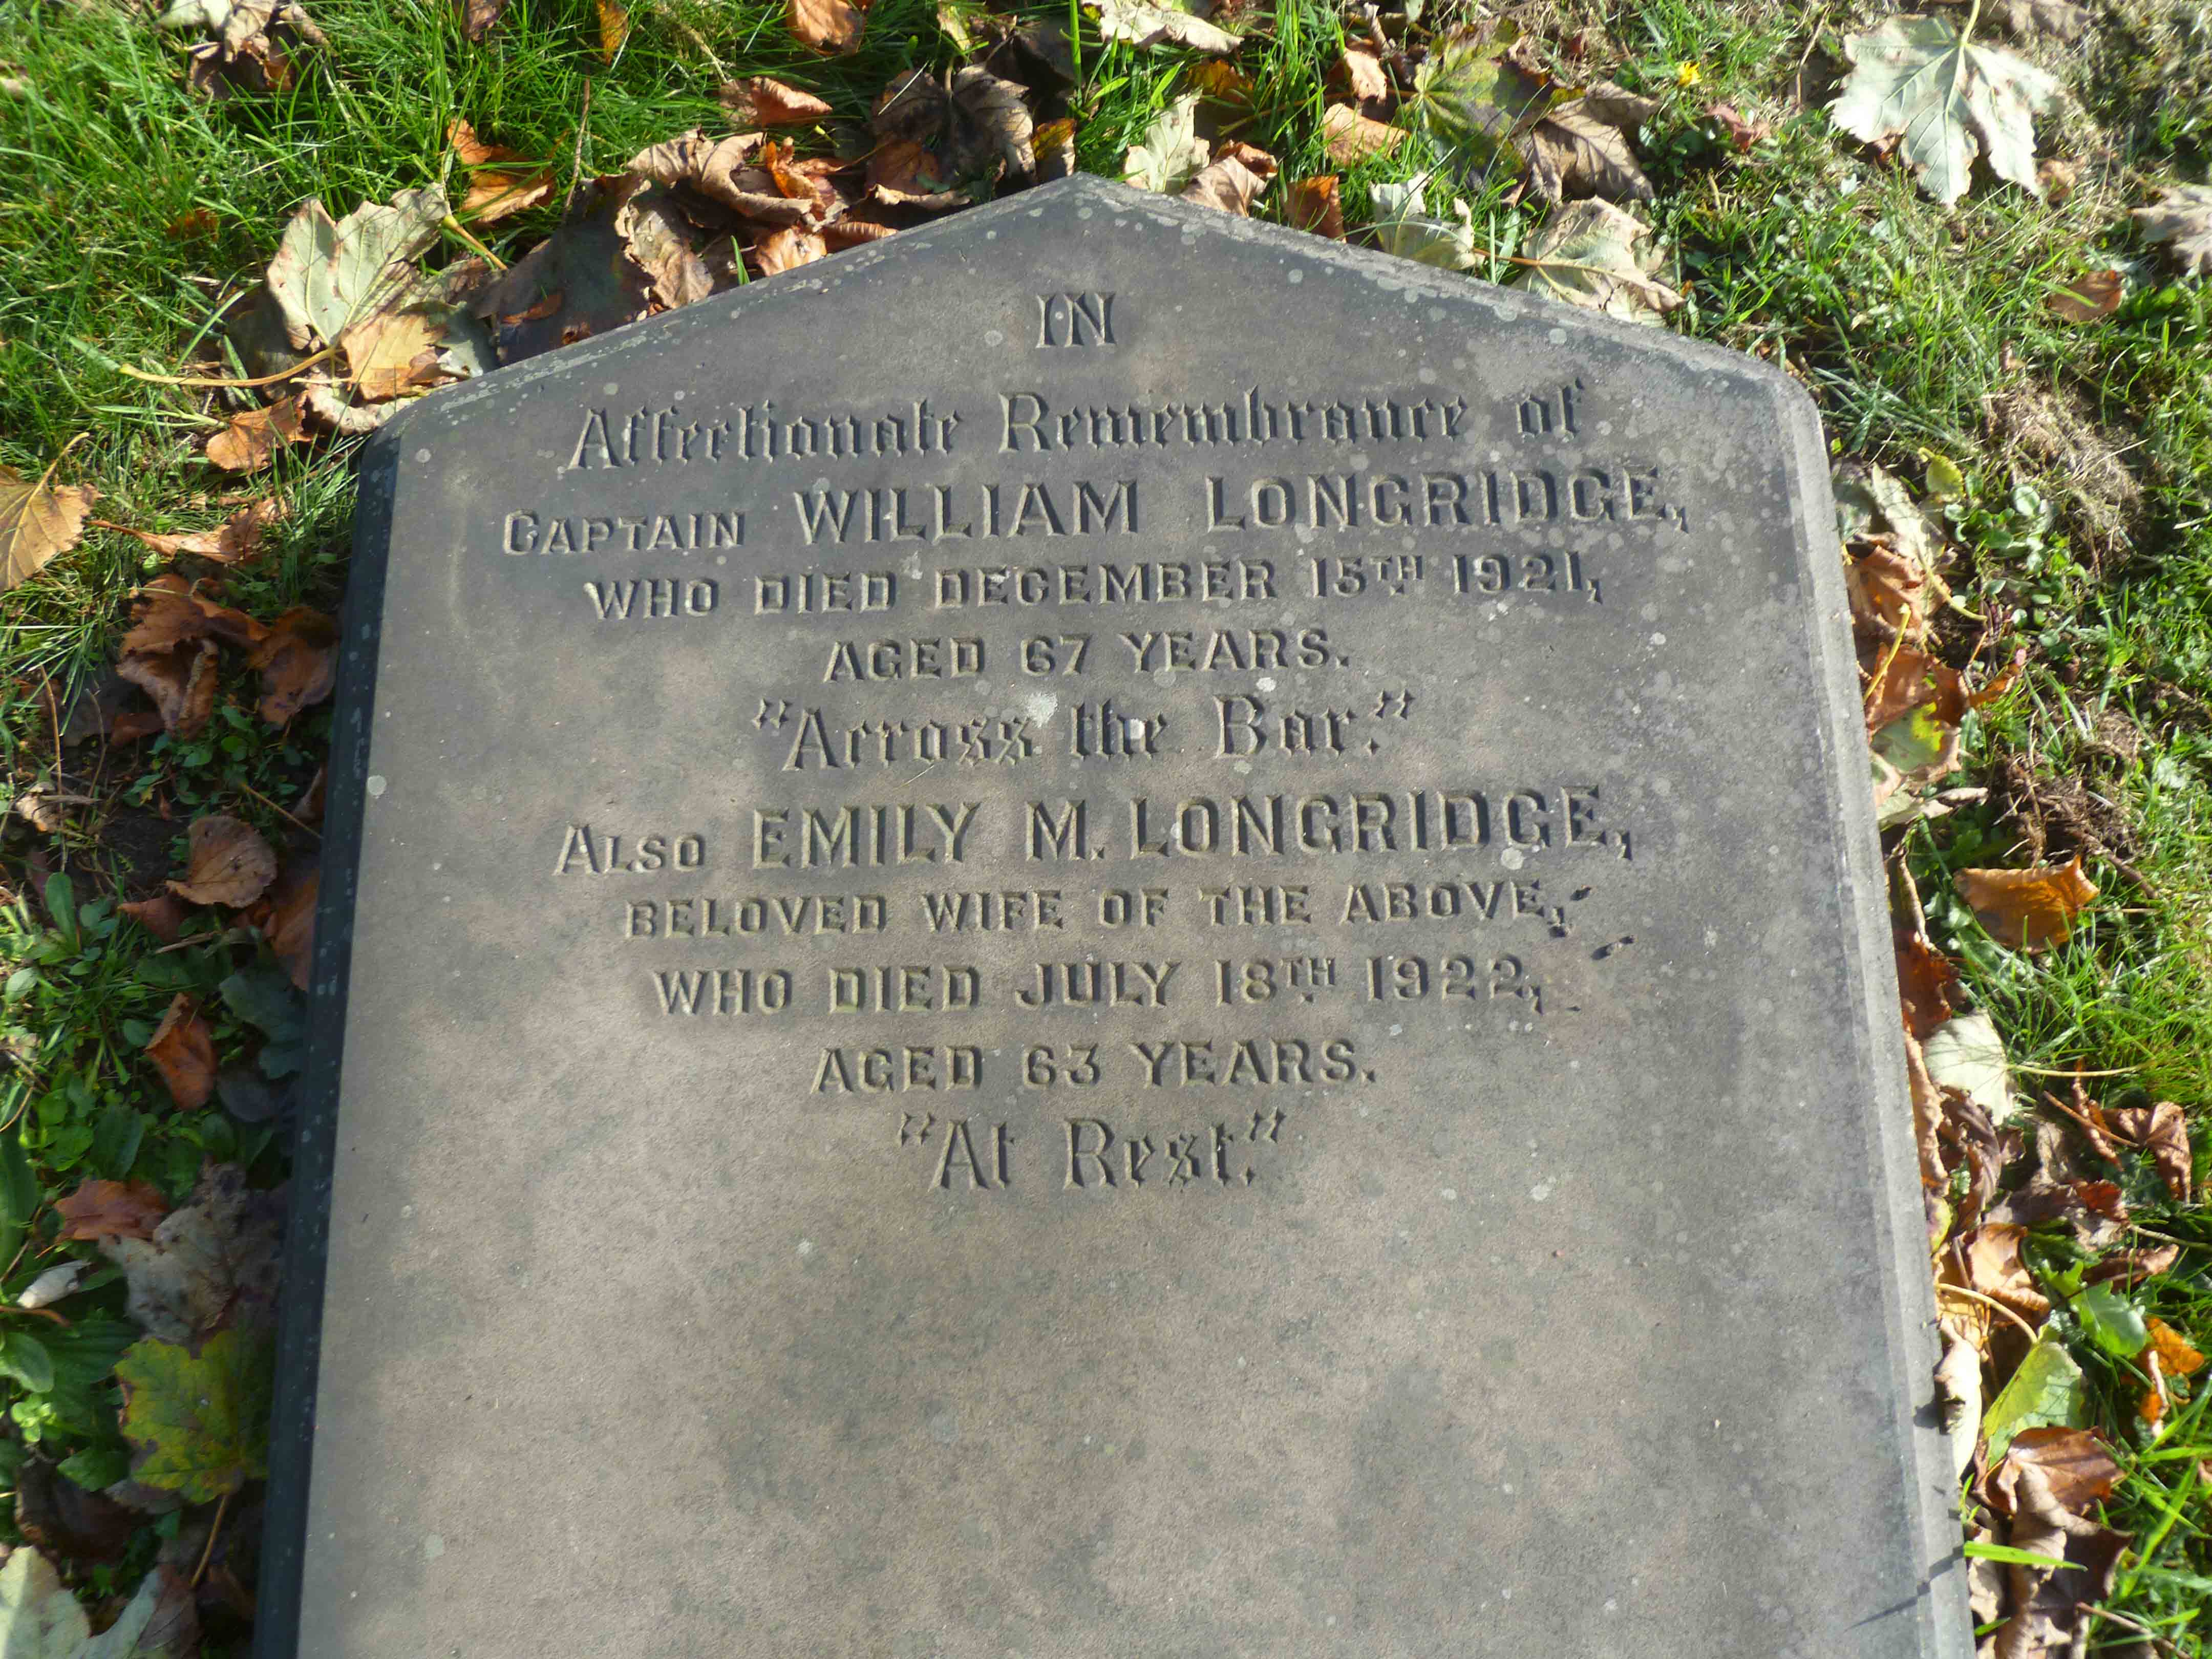 IN
Affectionate Remembrance of
CAPTAIN WILLIAM LONGRIDGE,
WHO DIED DECEMBER 15TH 1921,
AGED 67 YEARS.
"Across the Bar."
ALSO EMILY M. LONGRIDGE,
BELOVED WIFE OF THE ABOVE,
WHO DIED JULY 18TH 1922,
AGED 63 YEARS.
"At Rest."